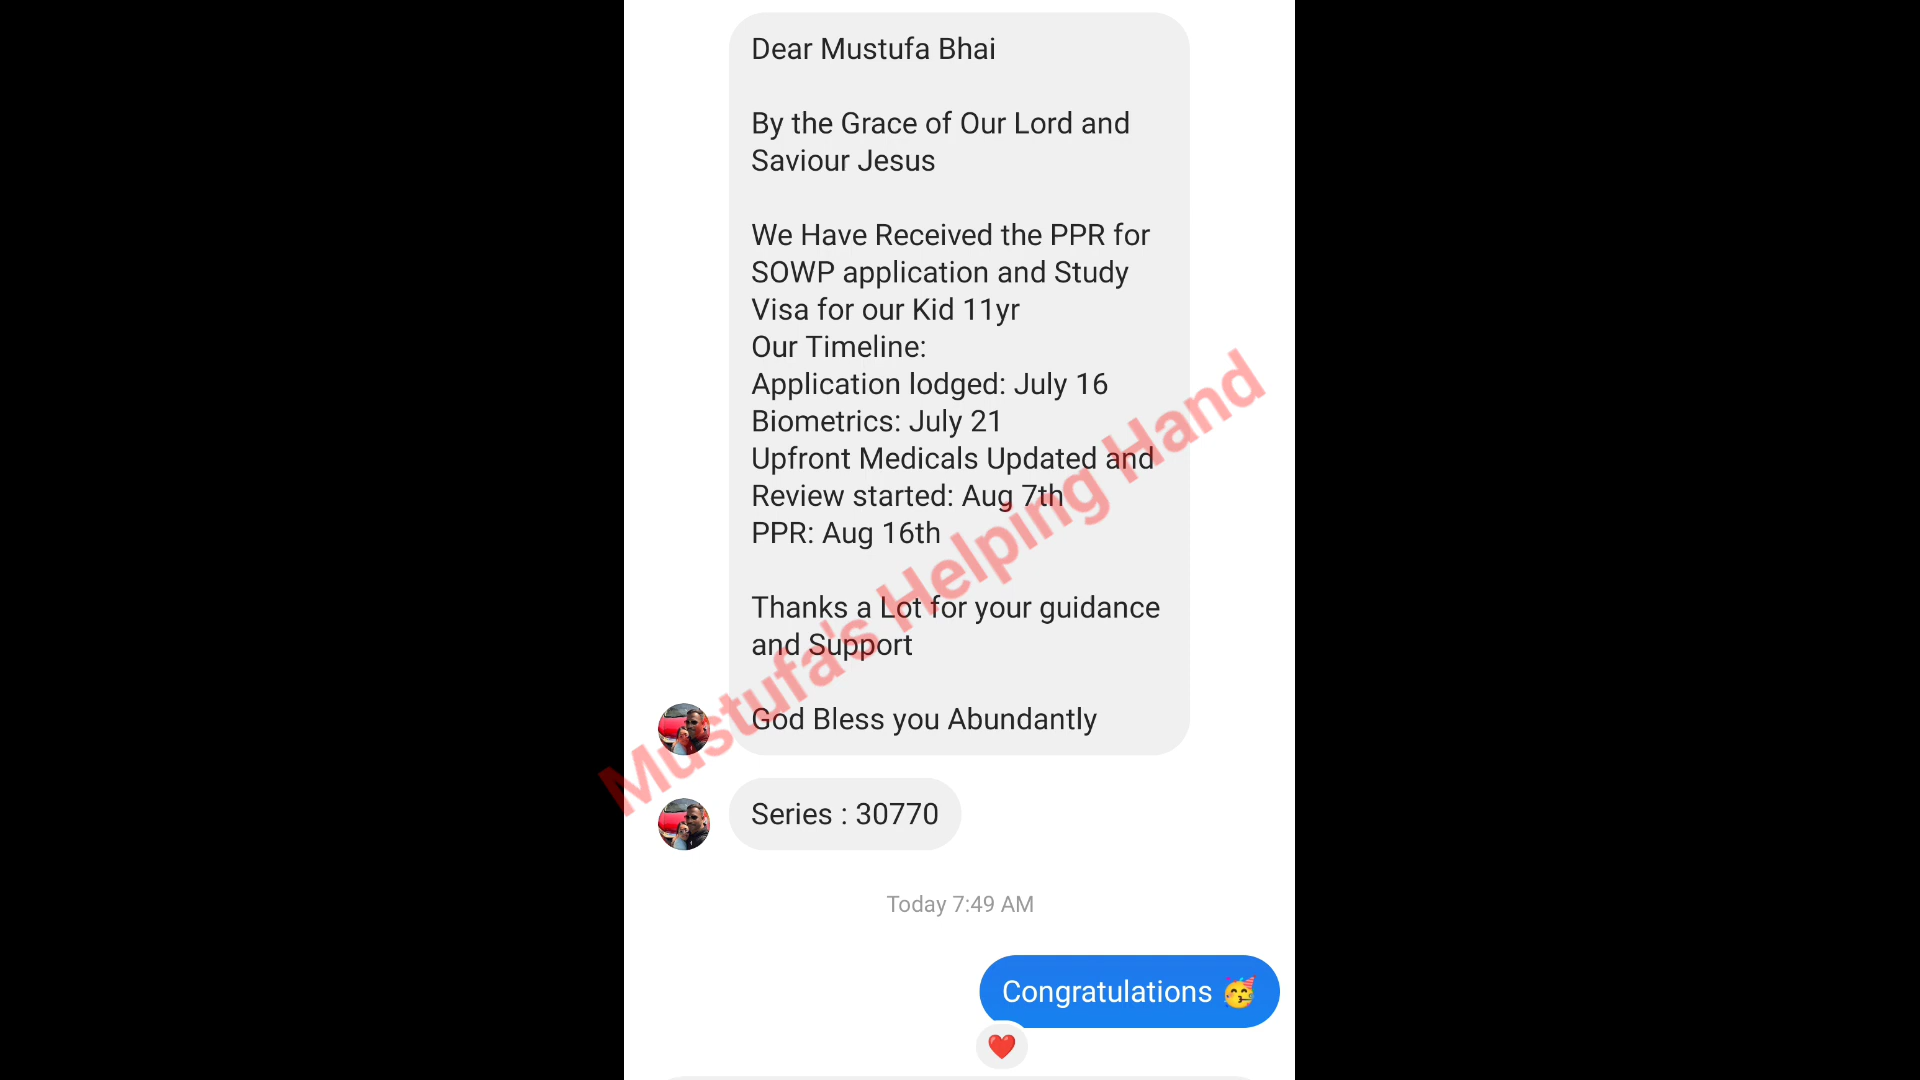 Dear Mustufa Bhai
By the Grace of Our Lord and
Saviour Jesus
We Have Received the PPR for
SOWP application and Study
Visa for our Kid 11yr
Our Timeline:
Application lodged: July 16
Biometrics: July 21
Upfront Medicals Updated and
Review started: Aug 7th
PPR: Aug 16th
Thanks a Lot for your guidance
and Support
God Bless you Abundantly
Mustufa's Helping Hand
Series : 30770
Today 7:49 AM
Congratulations 🥳
❤️